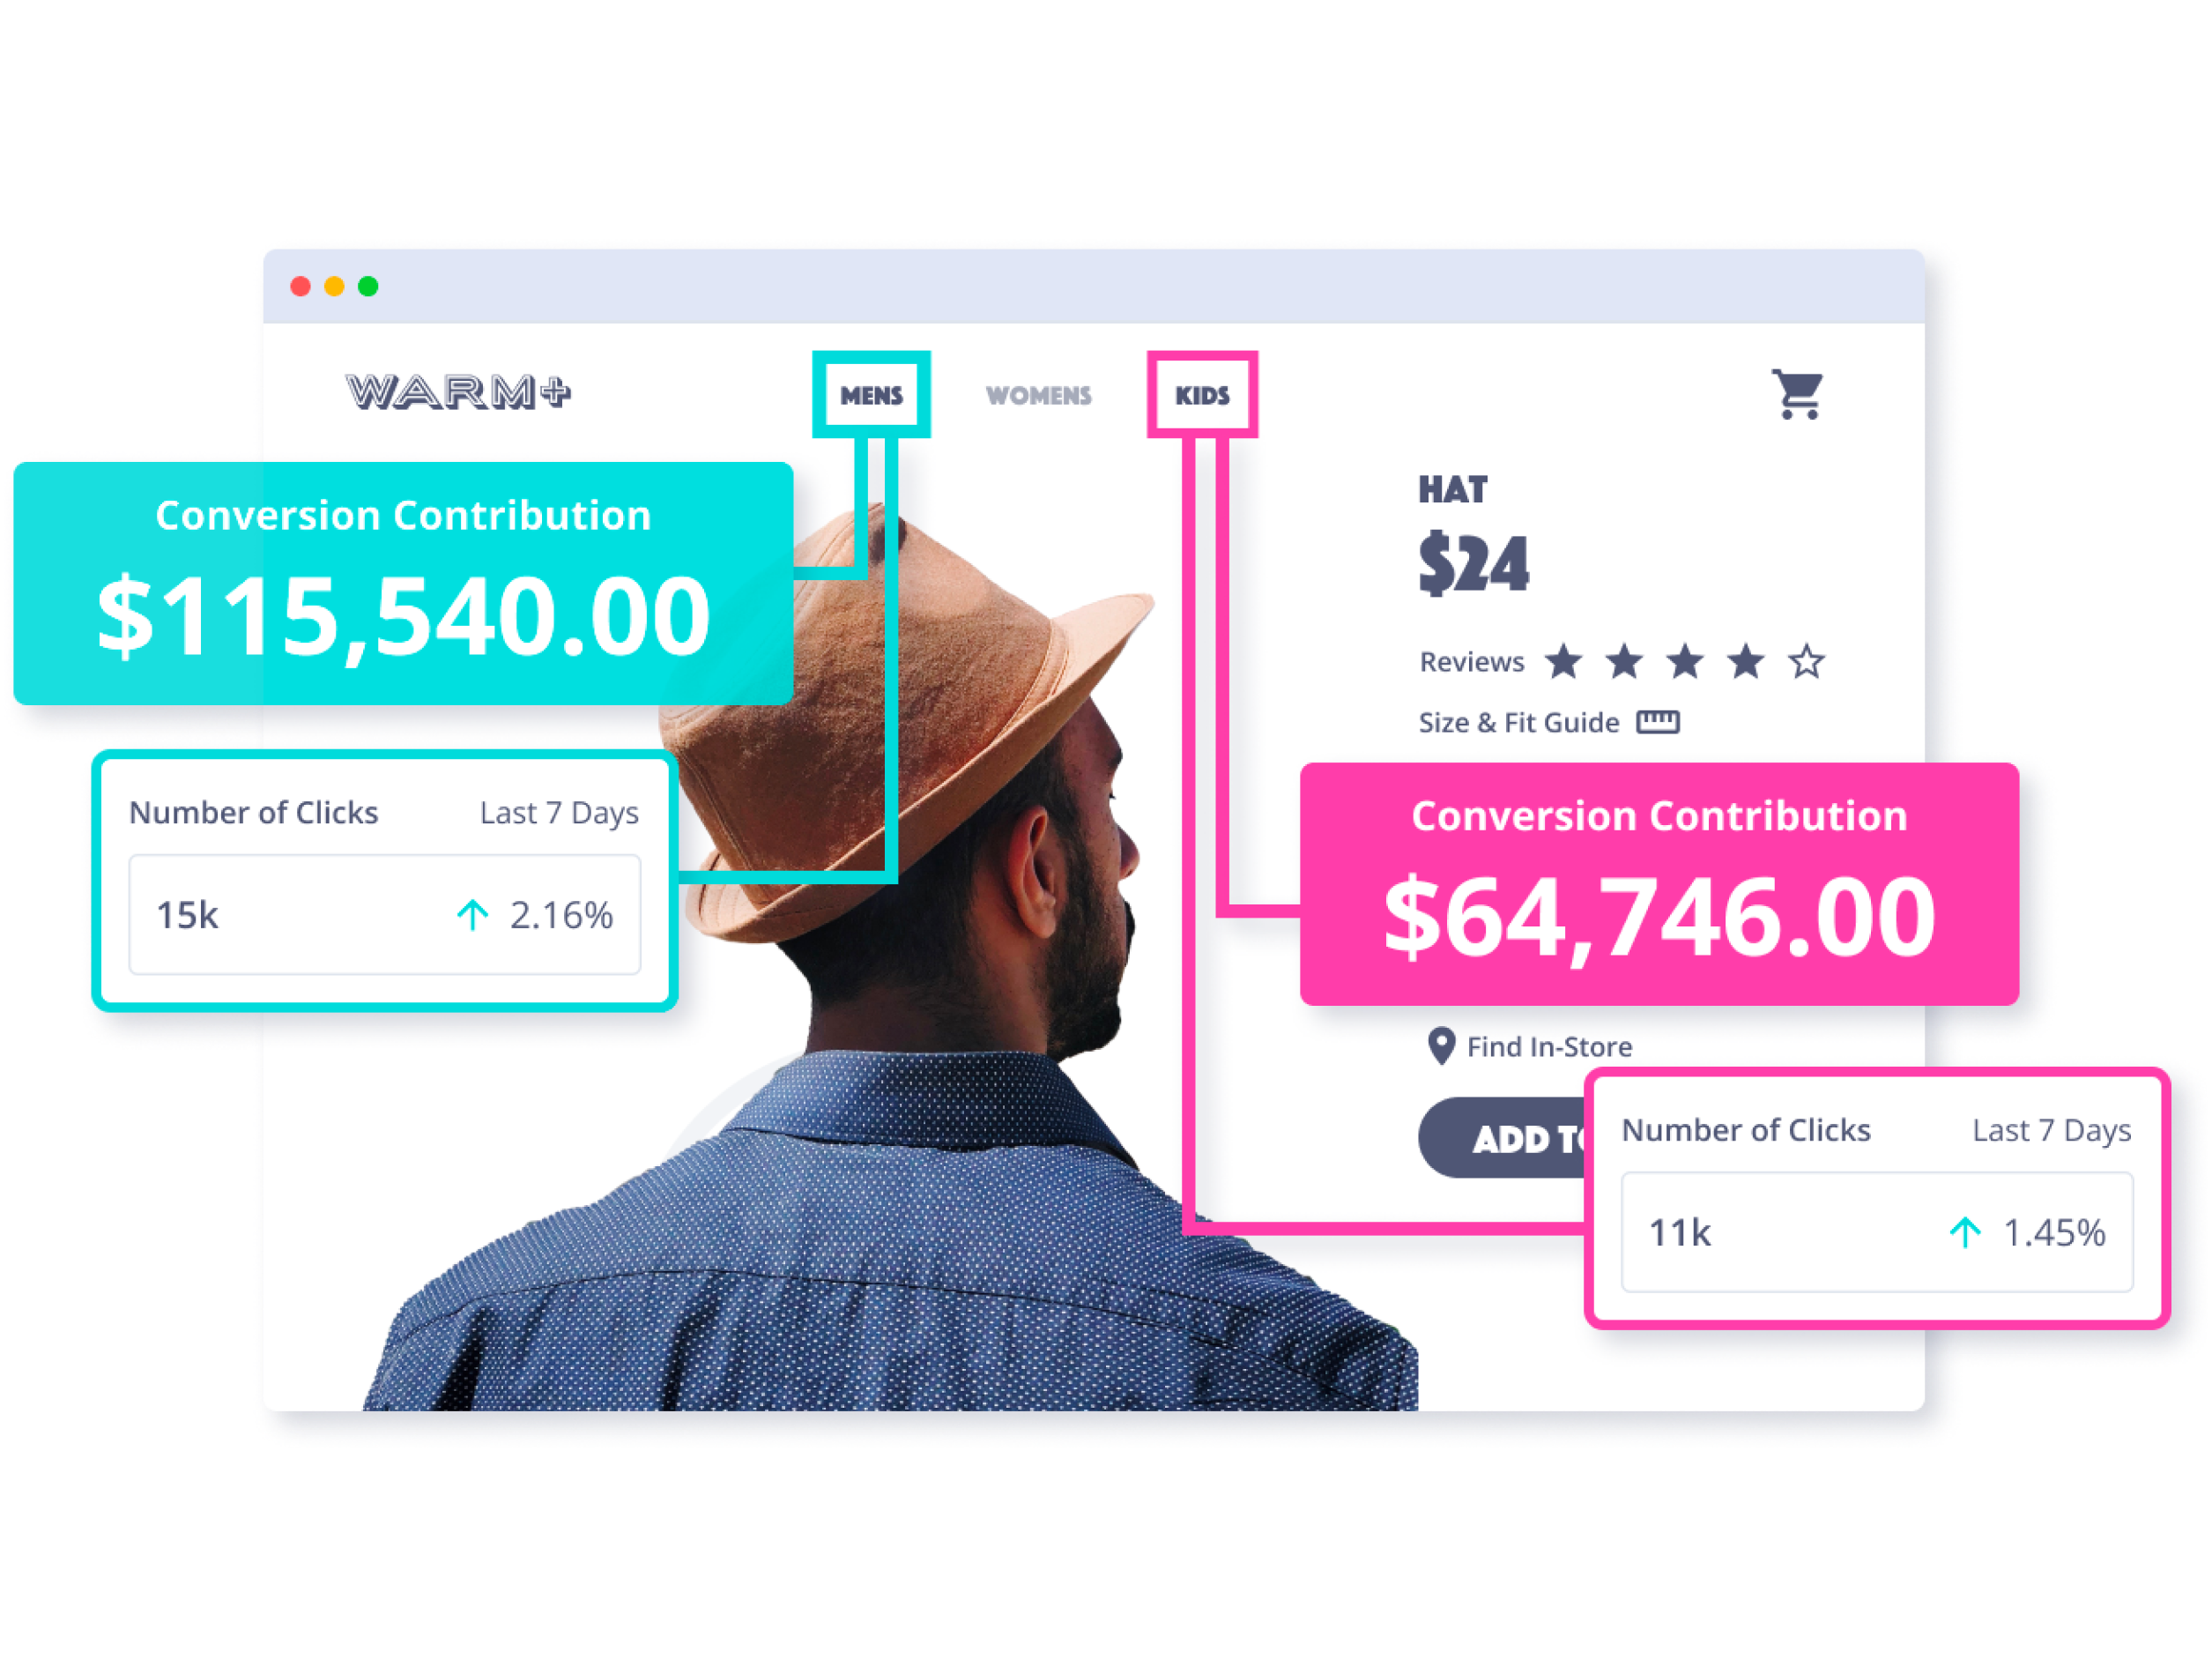 WARM+
MENS
WOMENS
KIDS
Conversion Contribution
$115,540.00
Number of Clicks Last 7 Days
15k 2.16%
HAT
$24
Reviews
Size & Fit Guide
Conversion Contribution
$64,746.00
Find In-Store
ADD
Number of Clicks Last 7 Days
11k 1.45%